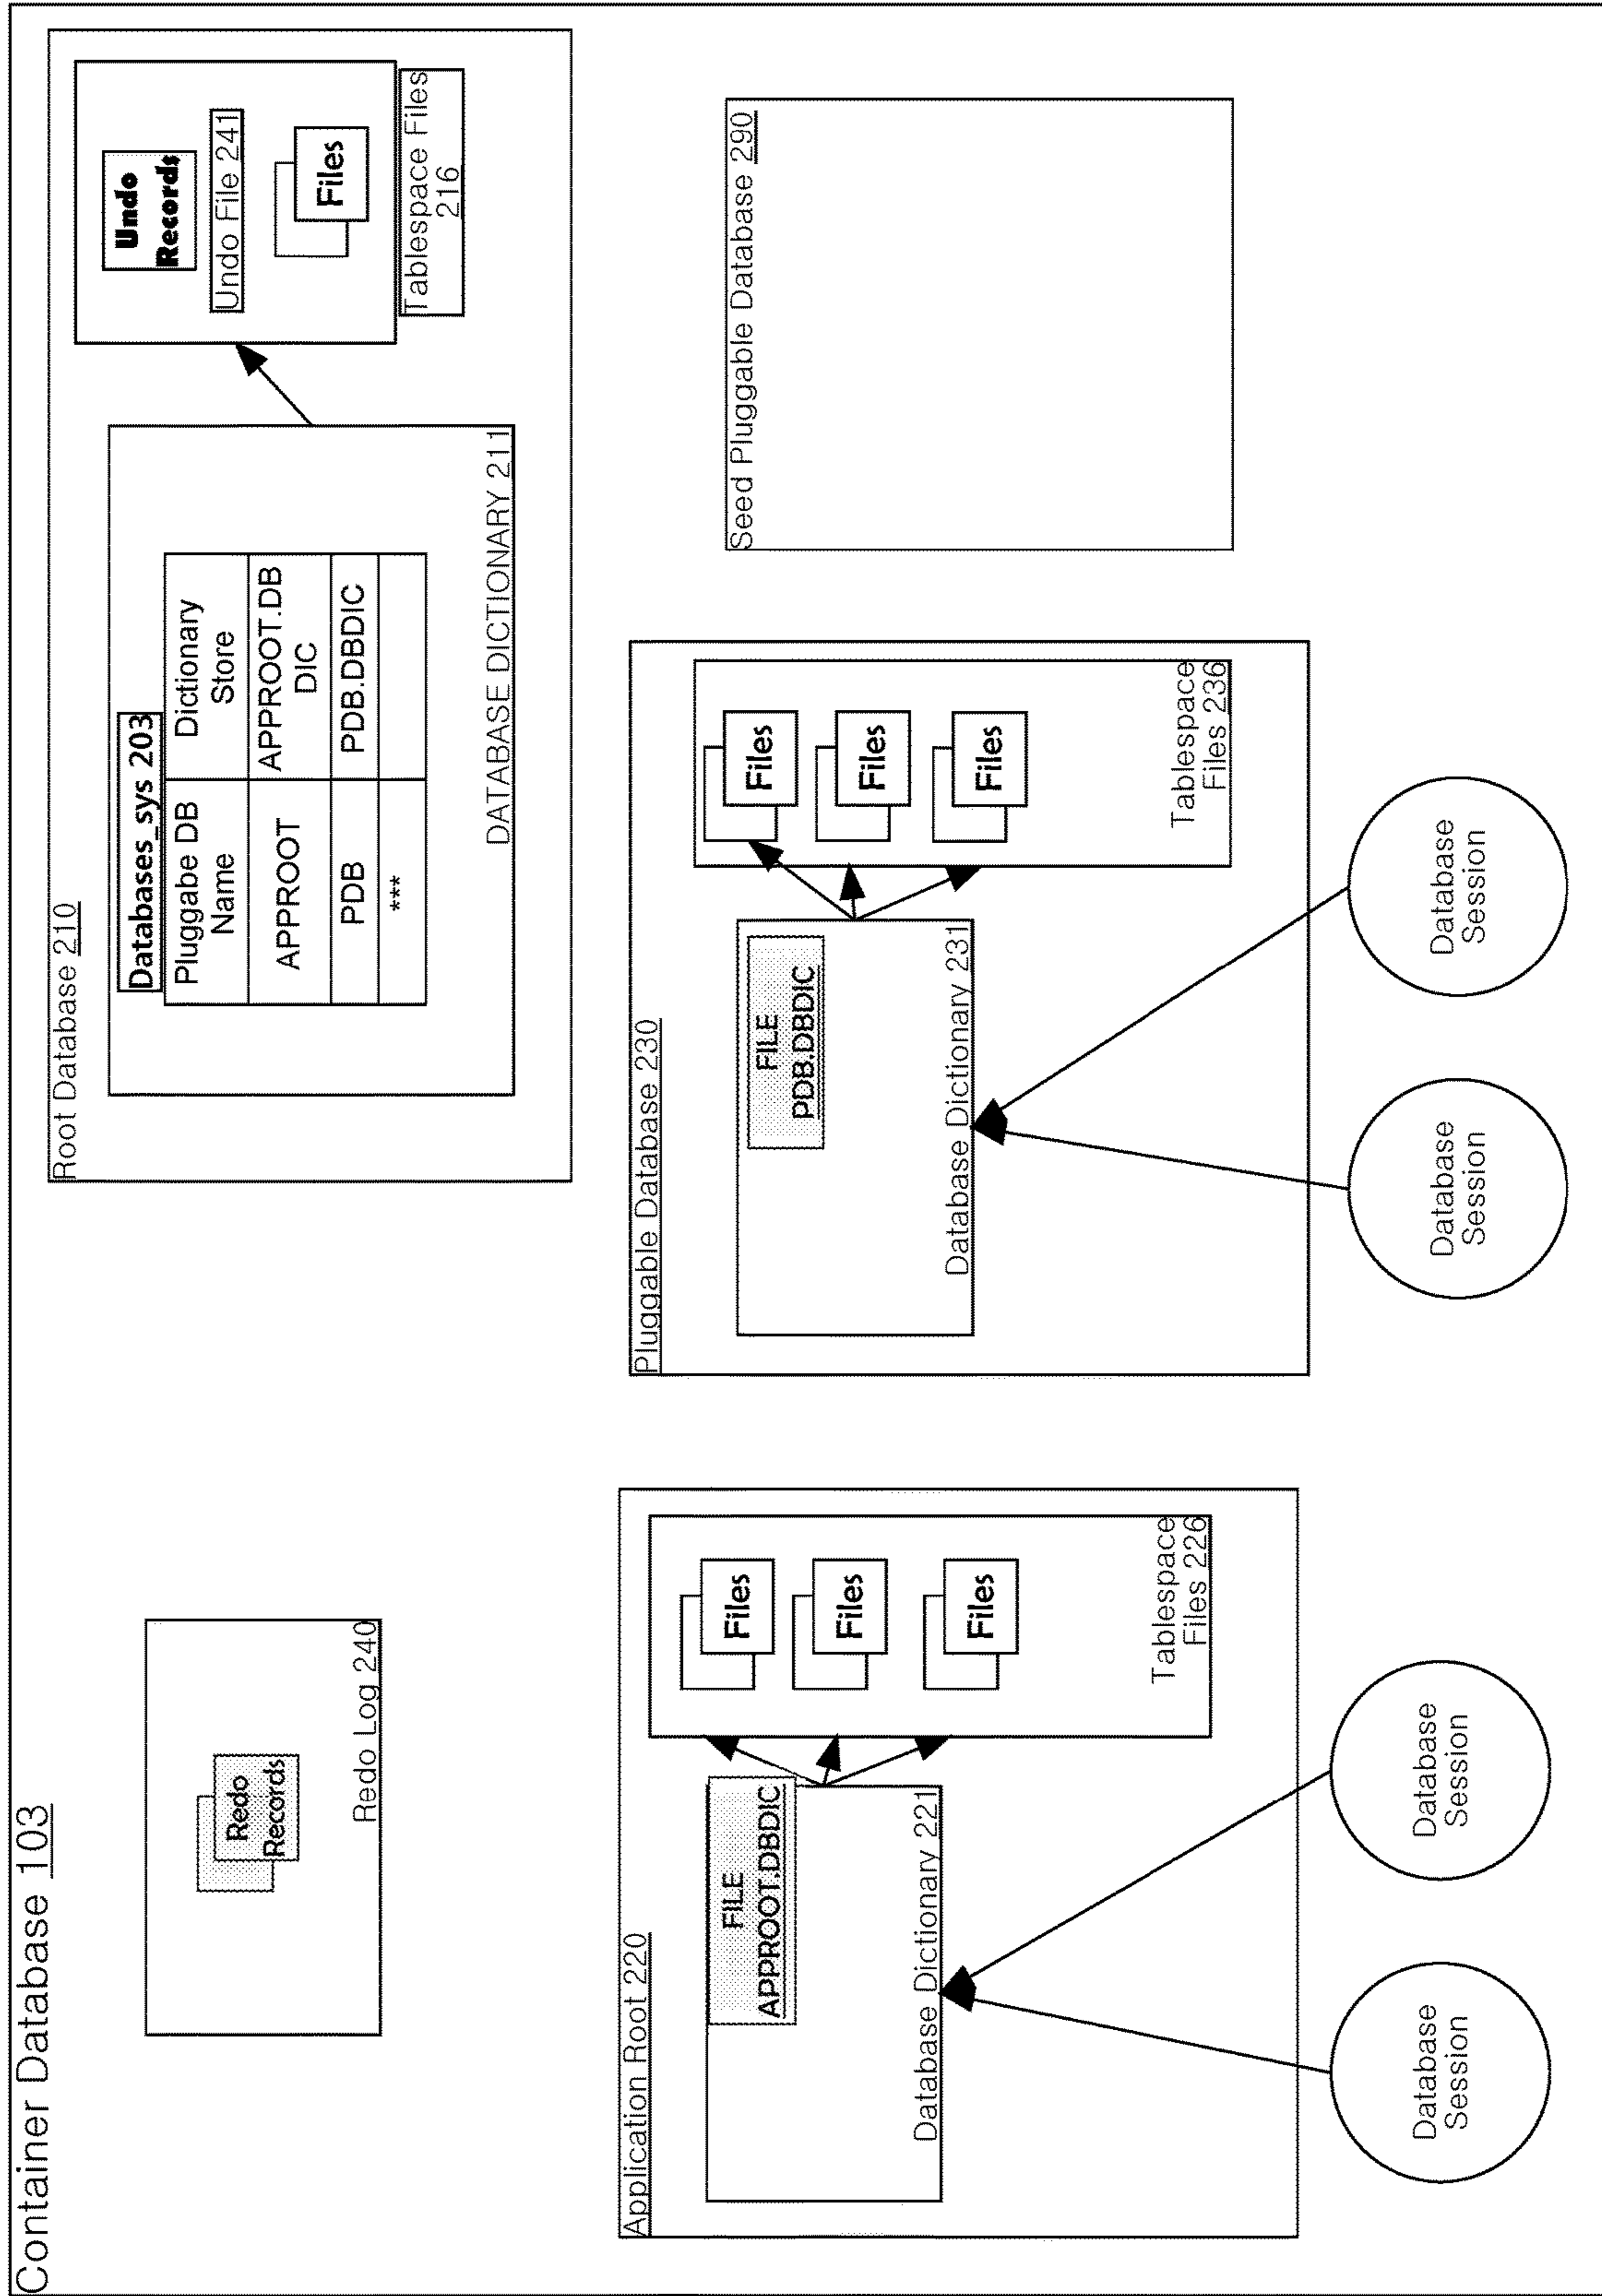 Container Database 103
Redo
Records
Redo Log 240
Root Database 210
Databases_sys 203
Pluggabe DB
Name
Dictionary
Store
APPROOT
APPROOT.DB
DIC
PDB
PDB.DBDIC
***
DATABASE DICTIONARY 211
Undo
Records
Undo File 241
Files
Tablespace Files
216
Application Root 220
FILE
APPROOT.DBDIC
Database Dictionary 221
Files
Files
Files
Tablespace
Files 226
Database
Session
Database
Session
Pluggable Database 230
FILE
PDB.DBDIC
Database Dictionary 231
Files
Files
Files
Tablespace
Files 236
Database
Session
Database
Session
Seed Pluggable Database 290